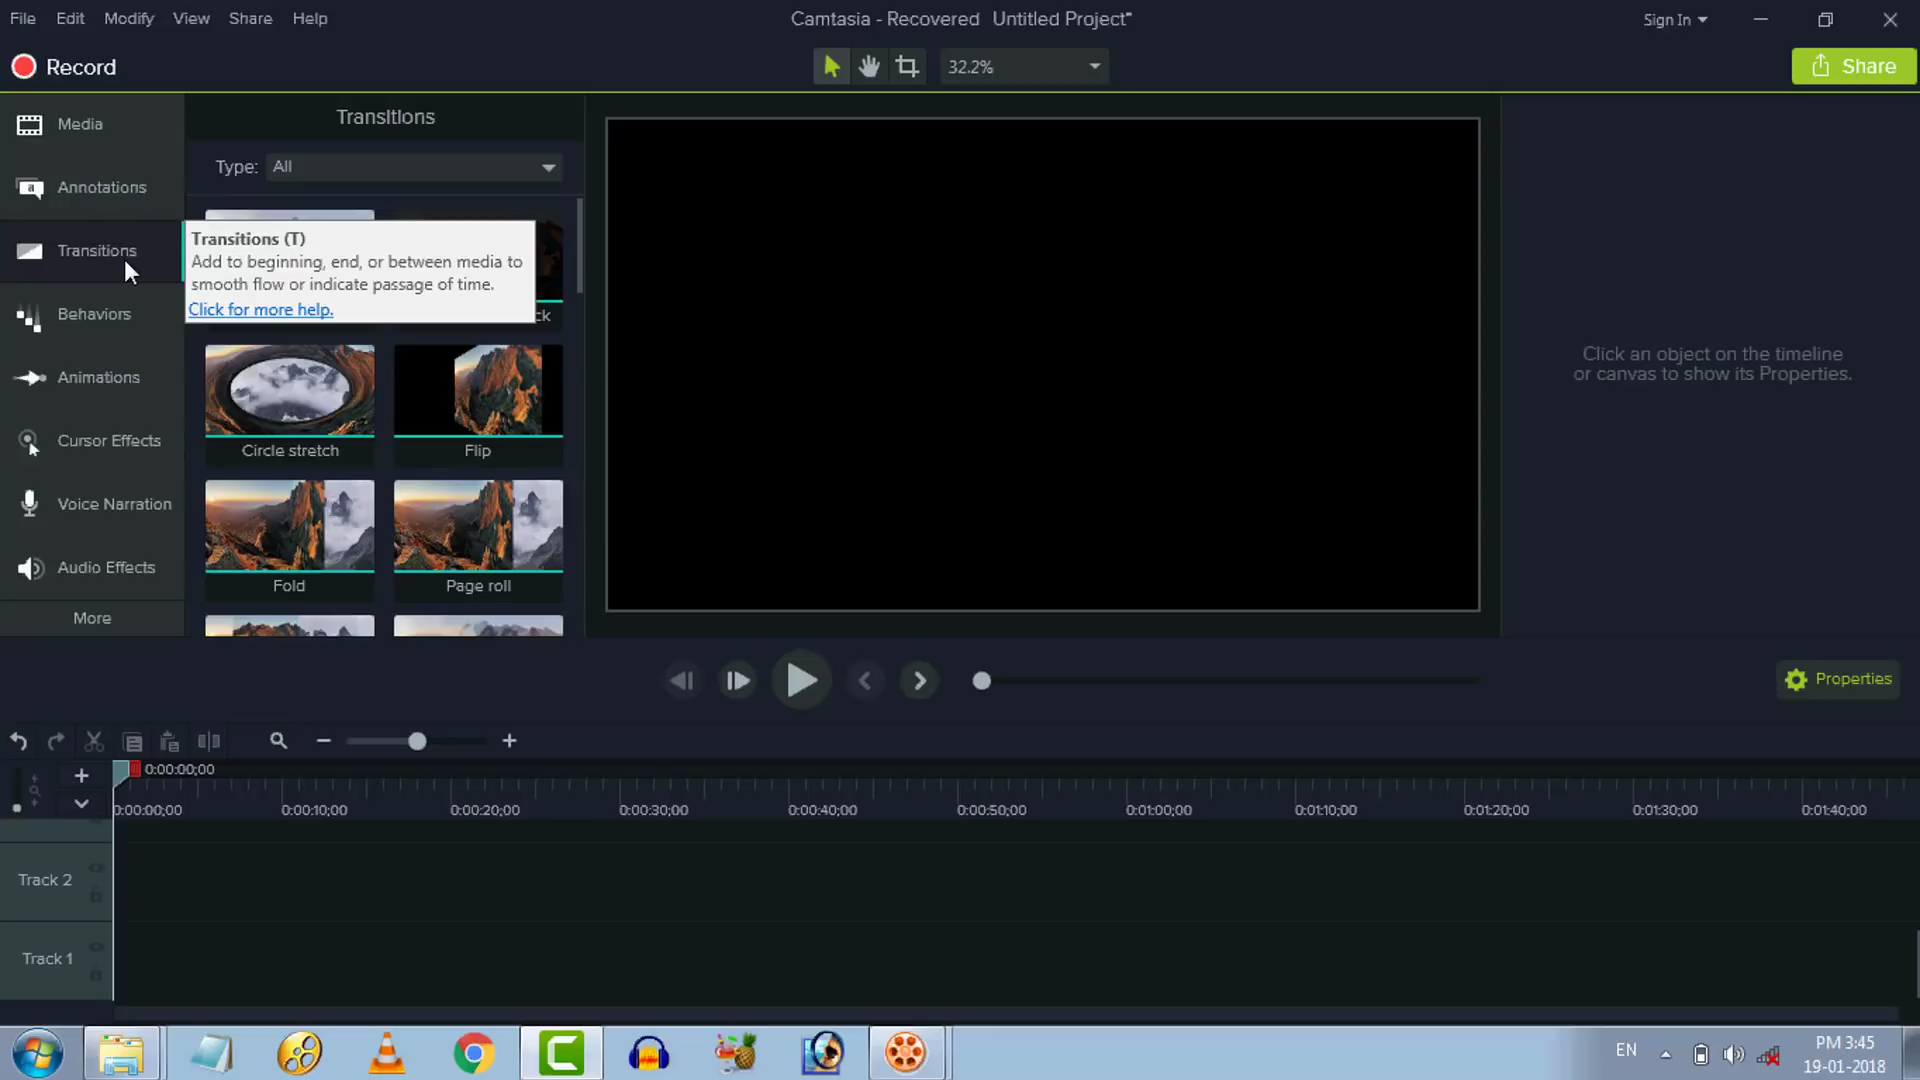 File Edit Modify View Share Help
Camtasia - Recovered Untitled Project*
Sign In
Record
32.2%
Share
Media
Annotations
Transitions
Behaviors
Animations
Cursor Effects
Voice Narration
Audio Effects
More
Transitions
Type: All
Transitions (T)
Add to beginning, end, or between media to
smooth flow or indicate passage of time.
Click for more help.
ck
Circle stretch
Flip
Fold
Page roll
Click an object on the timeline
or canvas to show its Properties.
Properties
0:00:00;00
0:00:00;00 0:00:10;00 0:00:20;00 0:00:30;00 0:00:40;00 0:00:50;00 0:01:00;00 0:01:10;00 0:01:20;00 0:01:30;00 0:01:40;00
Track 2
Track 1
EN
PM 3:45
19-01-2018